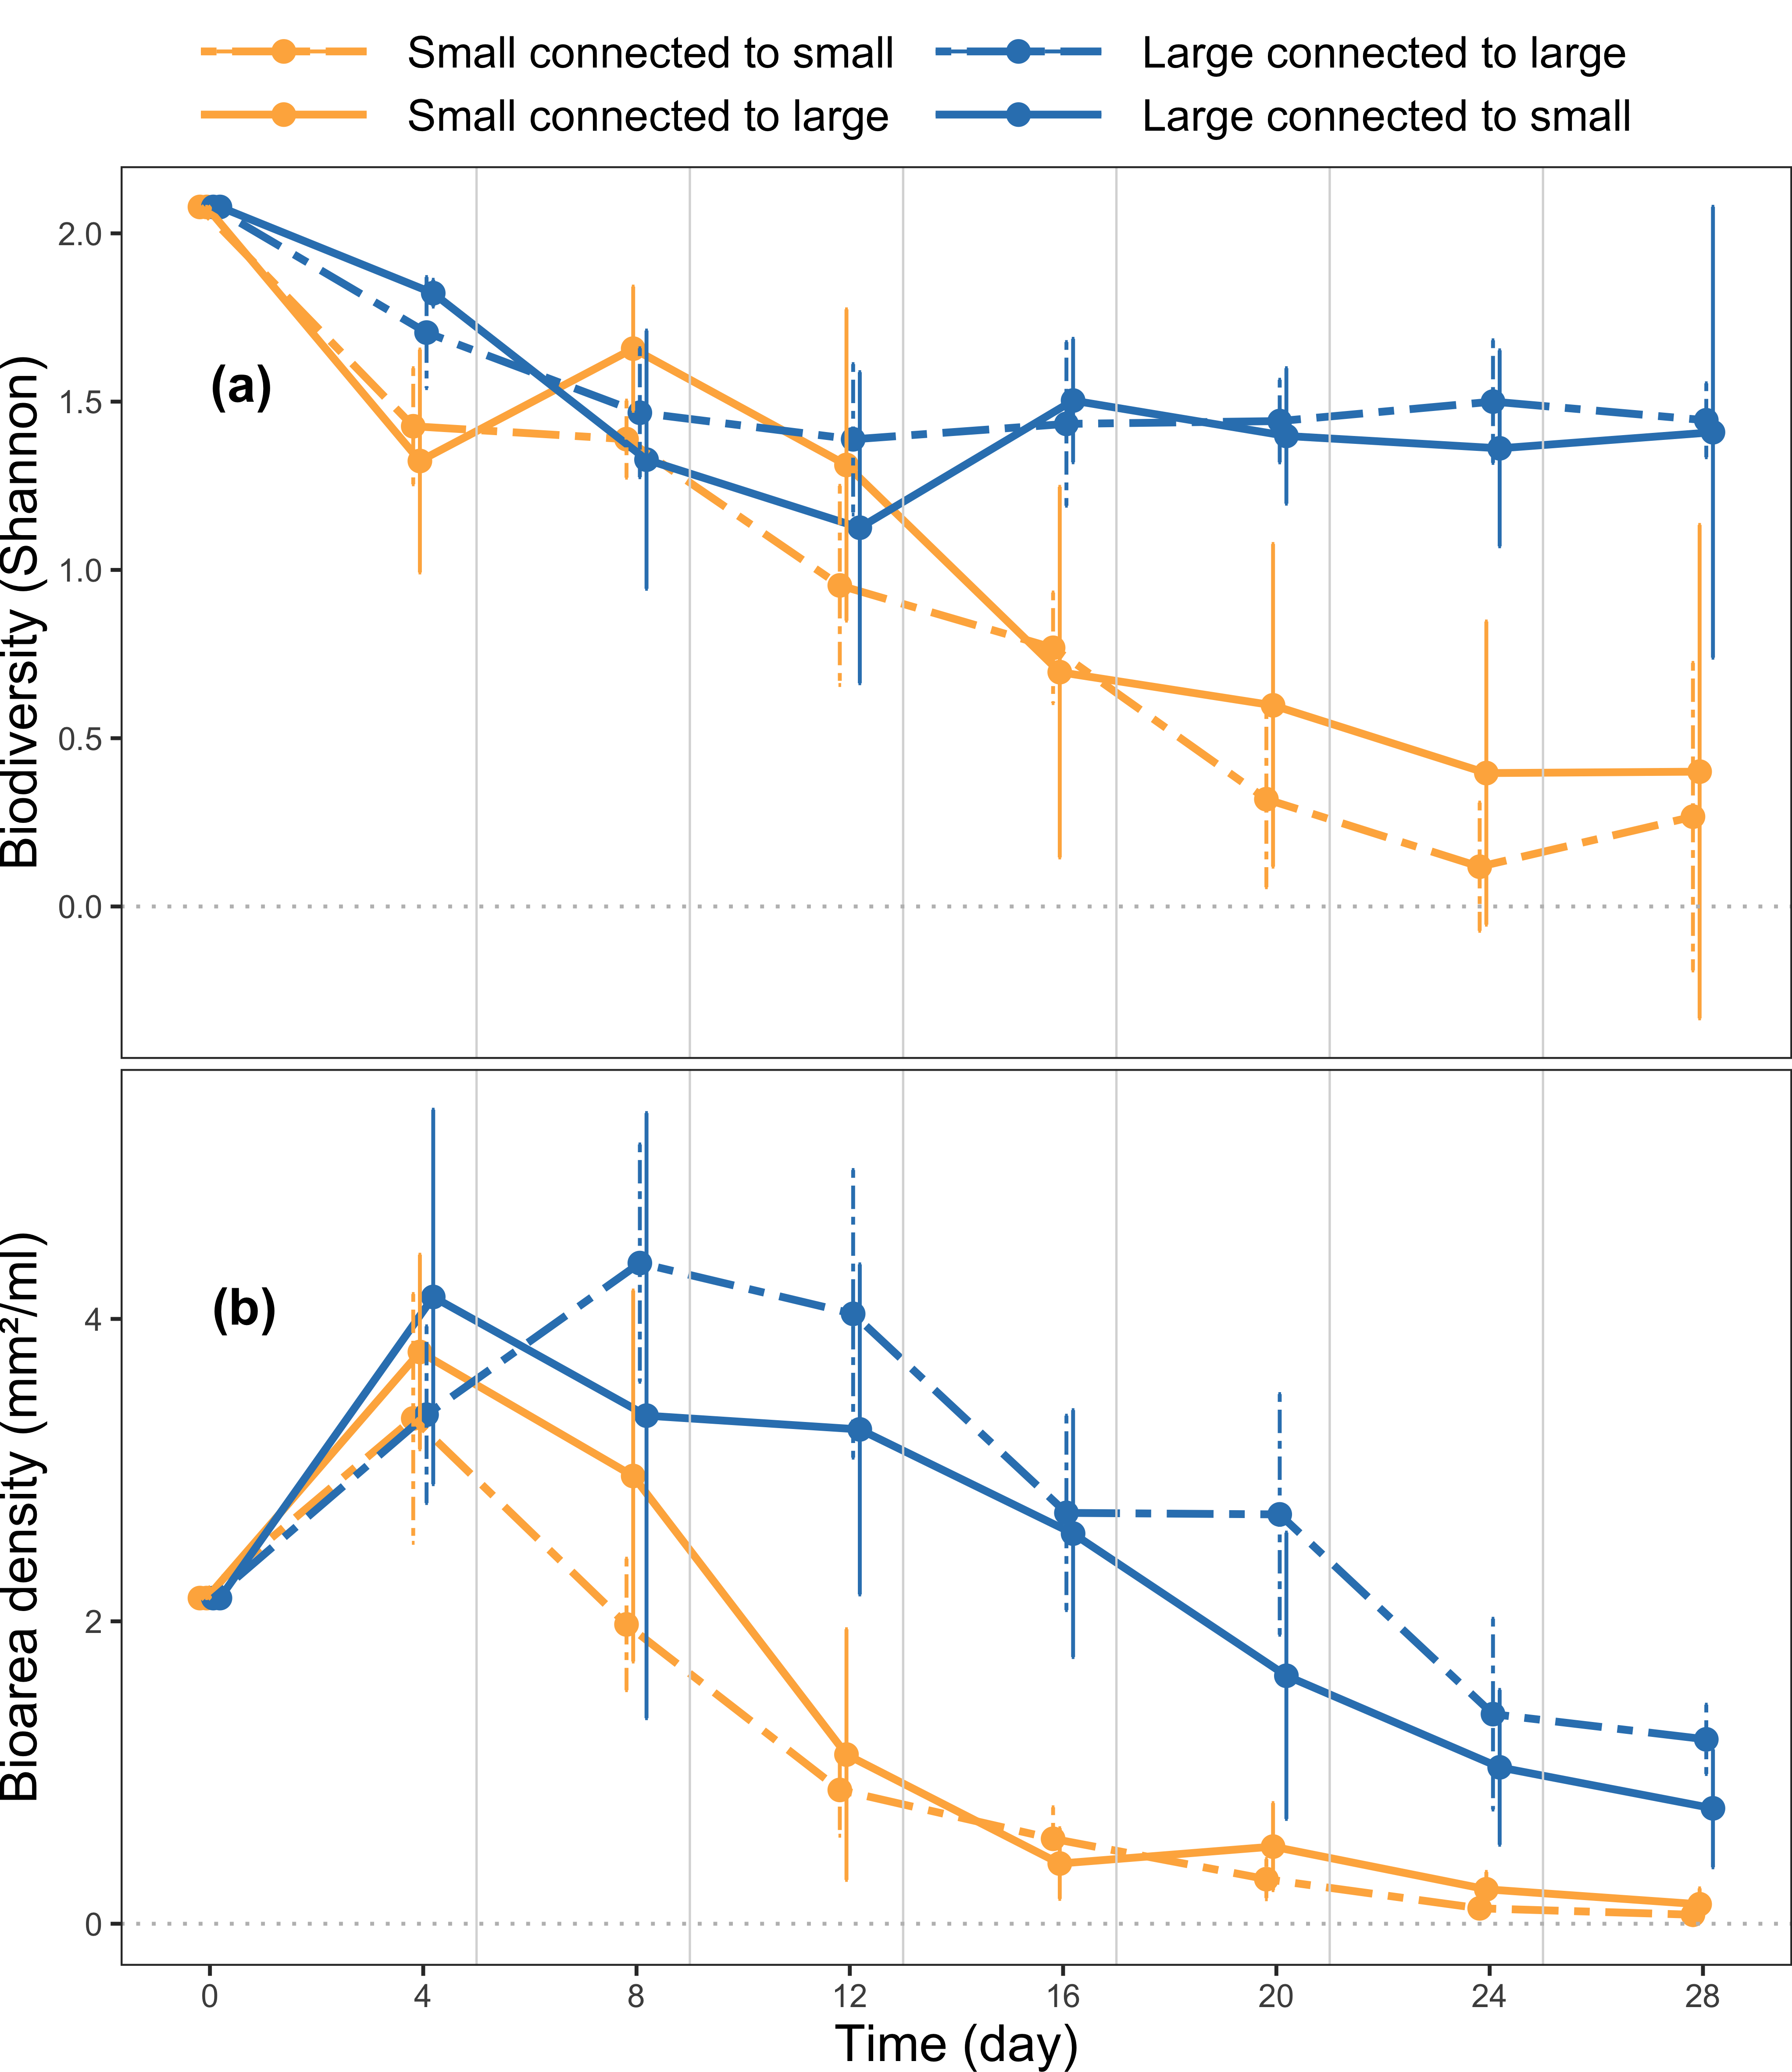 Small connected to small
Large connected to large
Small connected to large
Large connected to small
Biodiversity (Shannon)
2.0
1.5
1.0
0.5
0.0
(a)
Bioarea density (mm²/ml)
4
2
0
(b)
0 4 8 12 16 20 24 28
Time (day)